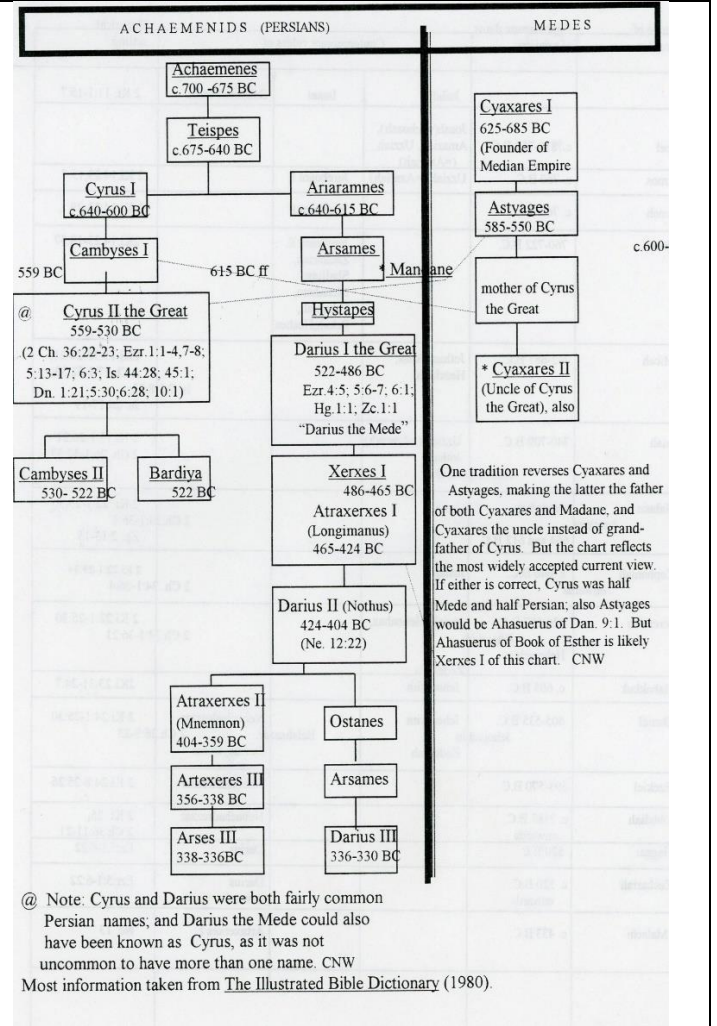 ACHAEMENIDS (PERSIANS)
MEDES
Achaemenes
c.700 -675 BC
Teispes
c.675-640 BC
Cyrus I
c.640-600 BC
Ariaramnes
c.640-615 BC
Cambyses I
559 BC
Arsames
615 BC ff
* Mandane
Hystapes
@ Cyrus II the Great
559-530 BC
(2 Ch. 36:22-23; Ezr.1:1-4,7-8;
5:13-17; 6:3; Is. 44:28; 45:1;
Dn. 1:21;5:30;6:28; 10:1)
Darius I the Great
522-486 BC
Ezr.4:5; 5:6-7; 6:1;
Hg.1:1; Zc.1:1
“Darius the Mede”
Cambyses II
530- 522 BC
Bardiya
522 BC
Xerxes I
486-465 BC
Atraxerxes I
(Longimanus)
465-424 BC
Darius II (Nothus)
424-404 BC
(Ne. 12:22)
Atraxerxes II
(Mnemnon)
404-359 BC
Ostanes
Artexeres III
356-338 BC
Arsames
Arses III
338-336BC
Darius III
336-330 BC
Cyaxares I
625-685 BC
(Founder of
Median Empire
Astyages
585-550 BC
c.600-
mother of Cyrus
the Great
* Cyaxares II
(Uncle of Cyrus
the Great), also
One tradition reverses Cyaxares and
Astyages, making the latter the father
of both Cyaxares and Madane, and
Cyaxares the uncle instead of grand-
father of Cyrus. But the chart reflects
the most widely accepted current view.
If either is correct, Cyrus was half
Mede and half Persian; also Astyages
would be Ahasuerus of Dan. 9:1. But
Ahasuerus of Book of Esther is likely
Xerxes I of this chart. CNW
@ Note: Cyrus and Darius were both fairly common
Persian names; and Darius the Mede could also
have been known as Cyrus, as it was not
uncommon to have more than one name. CNW
Most information taken from The Illustrated Bible Dictionary (1980).